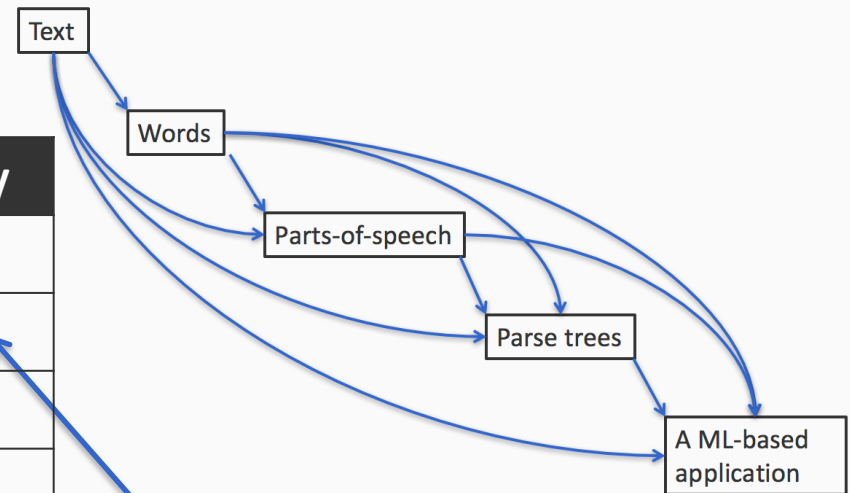 Text
Words
Parts-of-speech
Parse trees
A ML-based
application